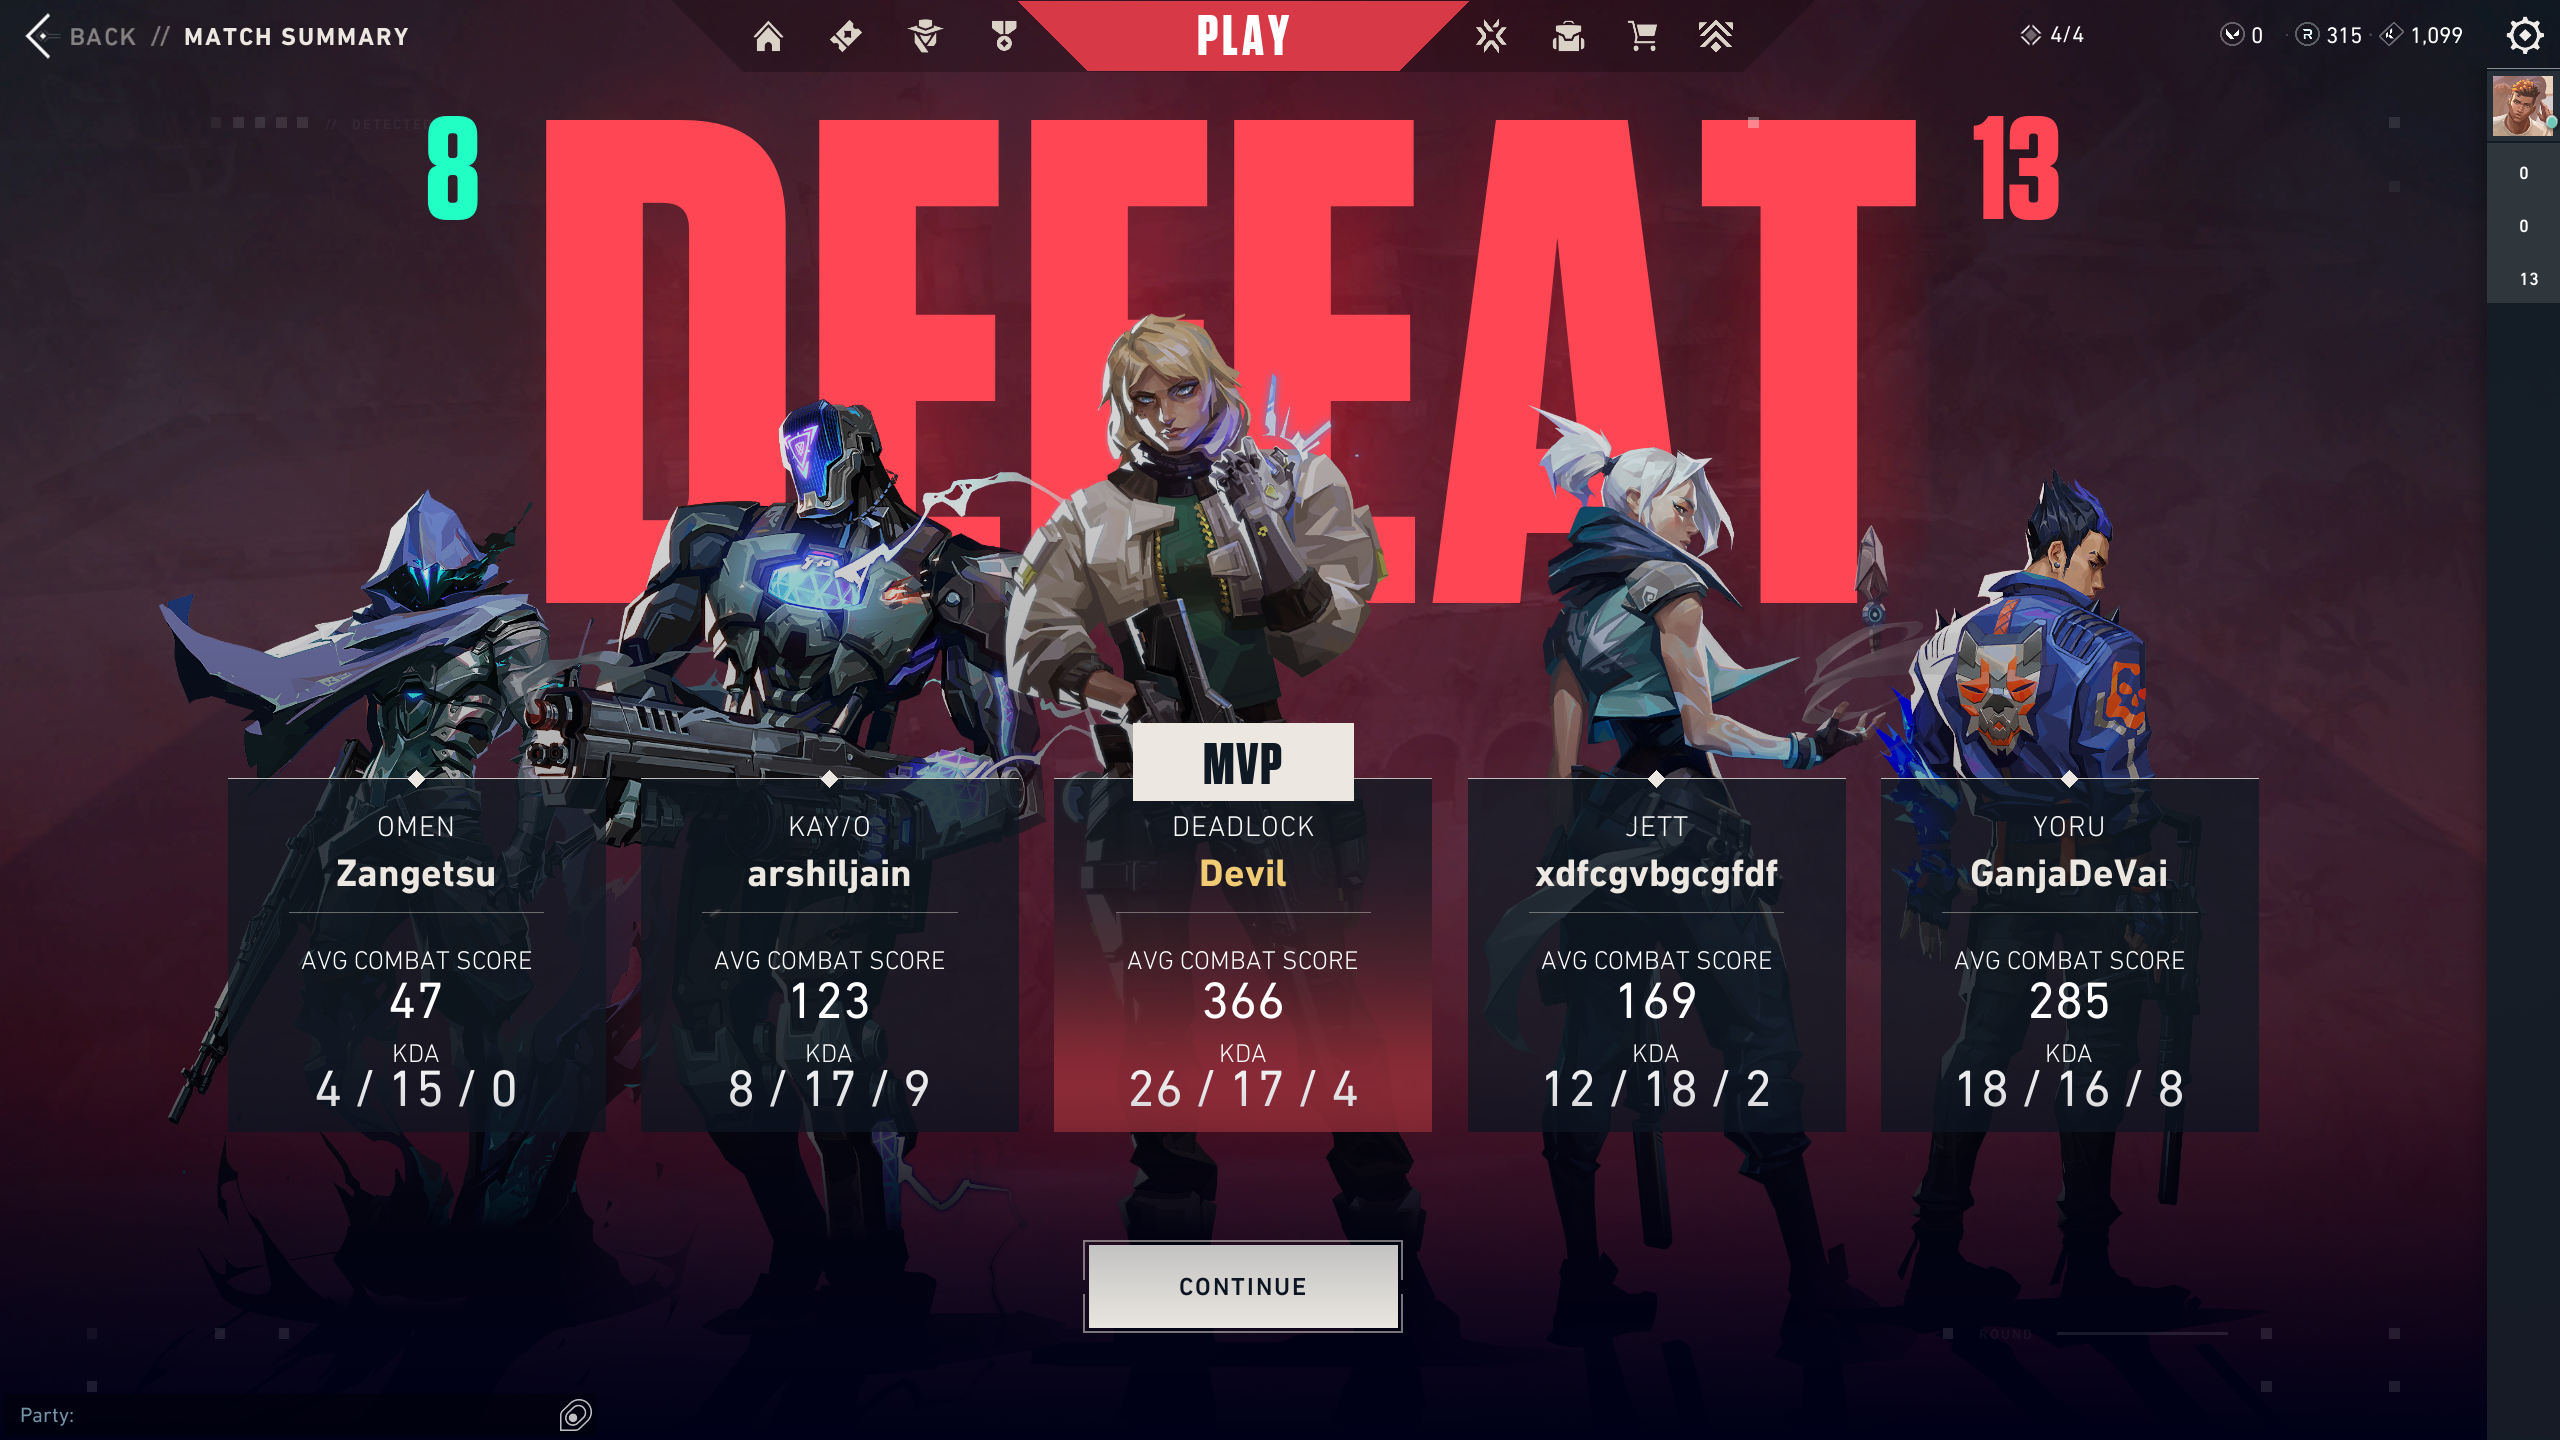 BACK // MATCH SUMMARY
PLAY
4/4
0
315
1,099
// DETECTED
8
DEFEAT
13
0
0
13
MVP
OMEN
Zangetsu
AVG COMBAT SCORE
47
KDA
4 / 15 / 0
KAY/O
arshiljain
AVG COMBAT SCORE
123
KDA
8 / 17 / 9
DEADLOCK
Devil
AVG COMBAT SCORE
366
KDA
26 / 17 / 4
JETT
xdfcgvbgcgfdf
AVG COMBAT SCORE
169
KDA
12 / 18 / 2
YORU
GanjaDeVai
AVG COMBAT SCORE
285
KDA
18 / 16 / 8
CONTINUE
ROUND
Party: